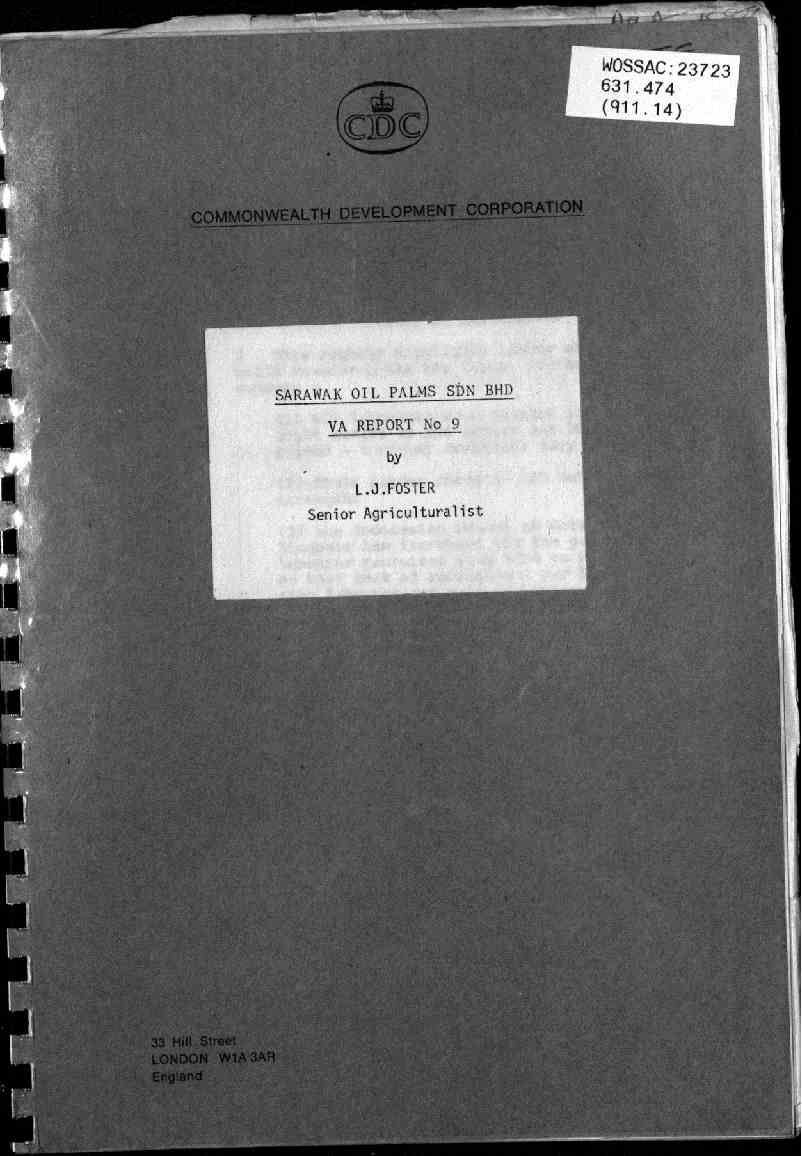 WOSSAC:23723
631.474
(911.14)
CDC
COMMONWEALTH DEVELOPMENT CORPORATION
SARAWAK OIL PALMS SDN BHD
VA REPORT No 9
by
L.J.FOSTER
Senior Agriculturalist
33 Hill Street
LONDON W1A 3AR
England